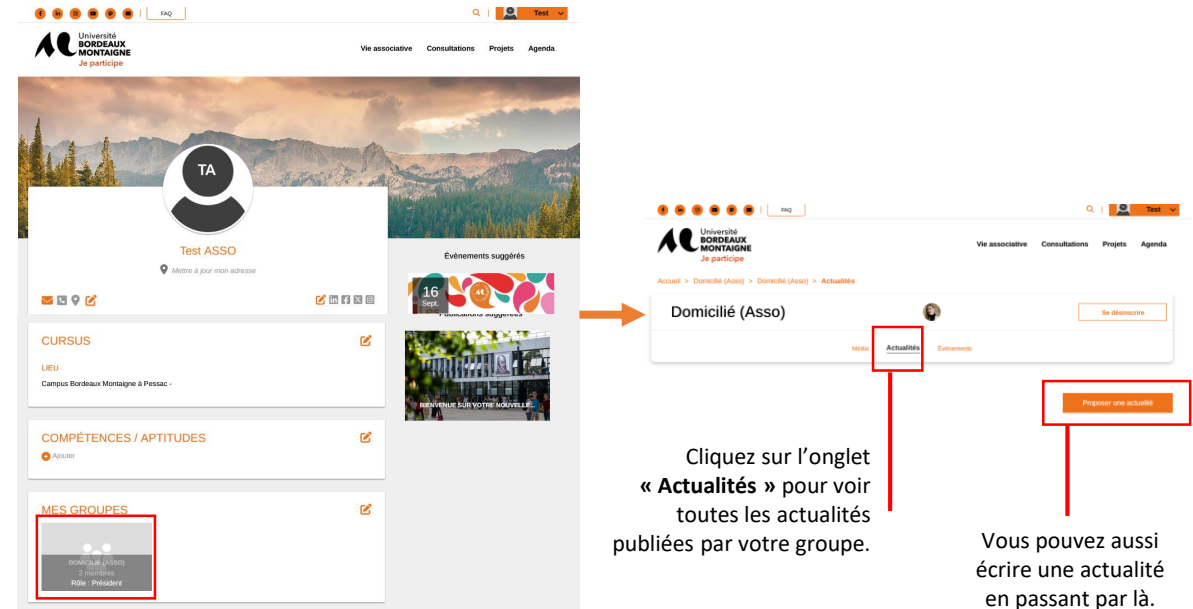 FAQ
Test
Université
BORDEAUX
MONTAIGNE
Je participe
Vie associative Consultations Projets Agenda
TA
Test ASSO
Mettre à jour mon adresse
CURSUS
LIEU
Campus Bordeaux Montaigne à Pessac -
COMPÉTENCES / APTITUDES
Ajouter
MES GROUPES
DOMICILIÉ (ASSO)
2 membres
Rôle : Président
Évènements suggérés
16
Sept.
Publications suggérées
BIENVENUE SUR VOTRE NOUVELLE...
FAQ
Test
Université
BORDEAUX
MONTAIGNE
Je participe
Vie associative Consultations Projets Agenda
Accueil > Domicilié (Asso) > Domicilié (Asso) > Actualités
Domicilié (Asso)
Se désinscrire
Média Actualités Évènements
Proposer une actualité
Cliquez sur l’onglet
« Actualités » pour voir
toutes les actualités
publiées par votre groupe.
Vous pouvez aussi
écrire une actualité
en passant par là.